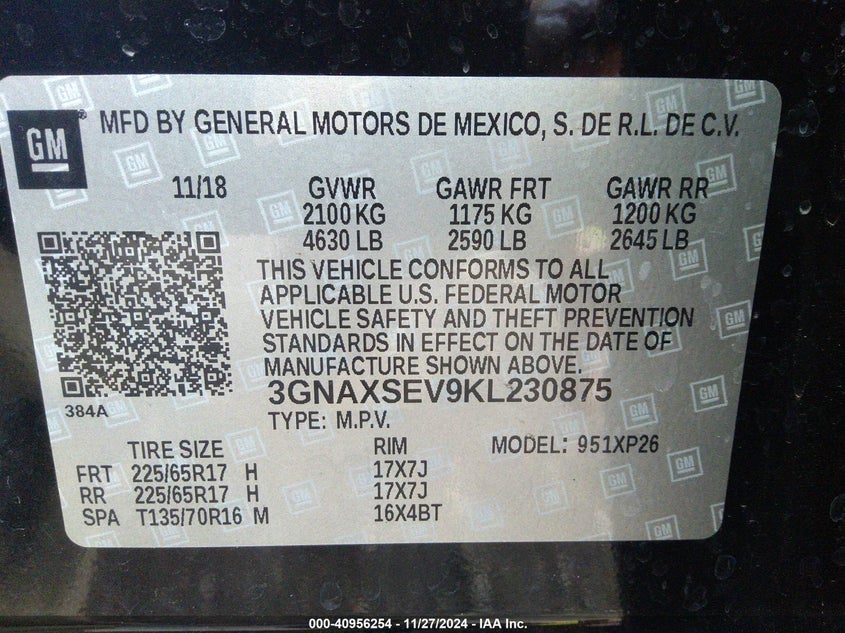 GM
MFD BY GENERAL MOTORS DE MEXICO, S. DE R.L. DE C.V.
11/18 GVWR GAWR FRT GAWR RR
2100 KG 1175 KG 1200 KG
4630 LB 2590 LB 2645 LB
THIS VEHICLE CONFORMS TO ALL
APPLICABLE U.S. FEDERAL MOTOR
VEHICLE SAFETY AND THEFT PREVENTION
STANDARDS IN EFFECT ON THE DATE OF
MANUFACTURE SHOWN ABOVE.
384A
3GNAXSEV9KL230875
TYPE: M.P.V.
TIRE SIZE RIM MODEL: 951XP26
FRT 225/65R17 H 17X7J
RR 225/65R17 H 17X7J
SPA T135/70R16 M 16X4BT
000-40956254 - 11/27/2024 - IAA Inc.